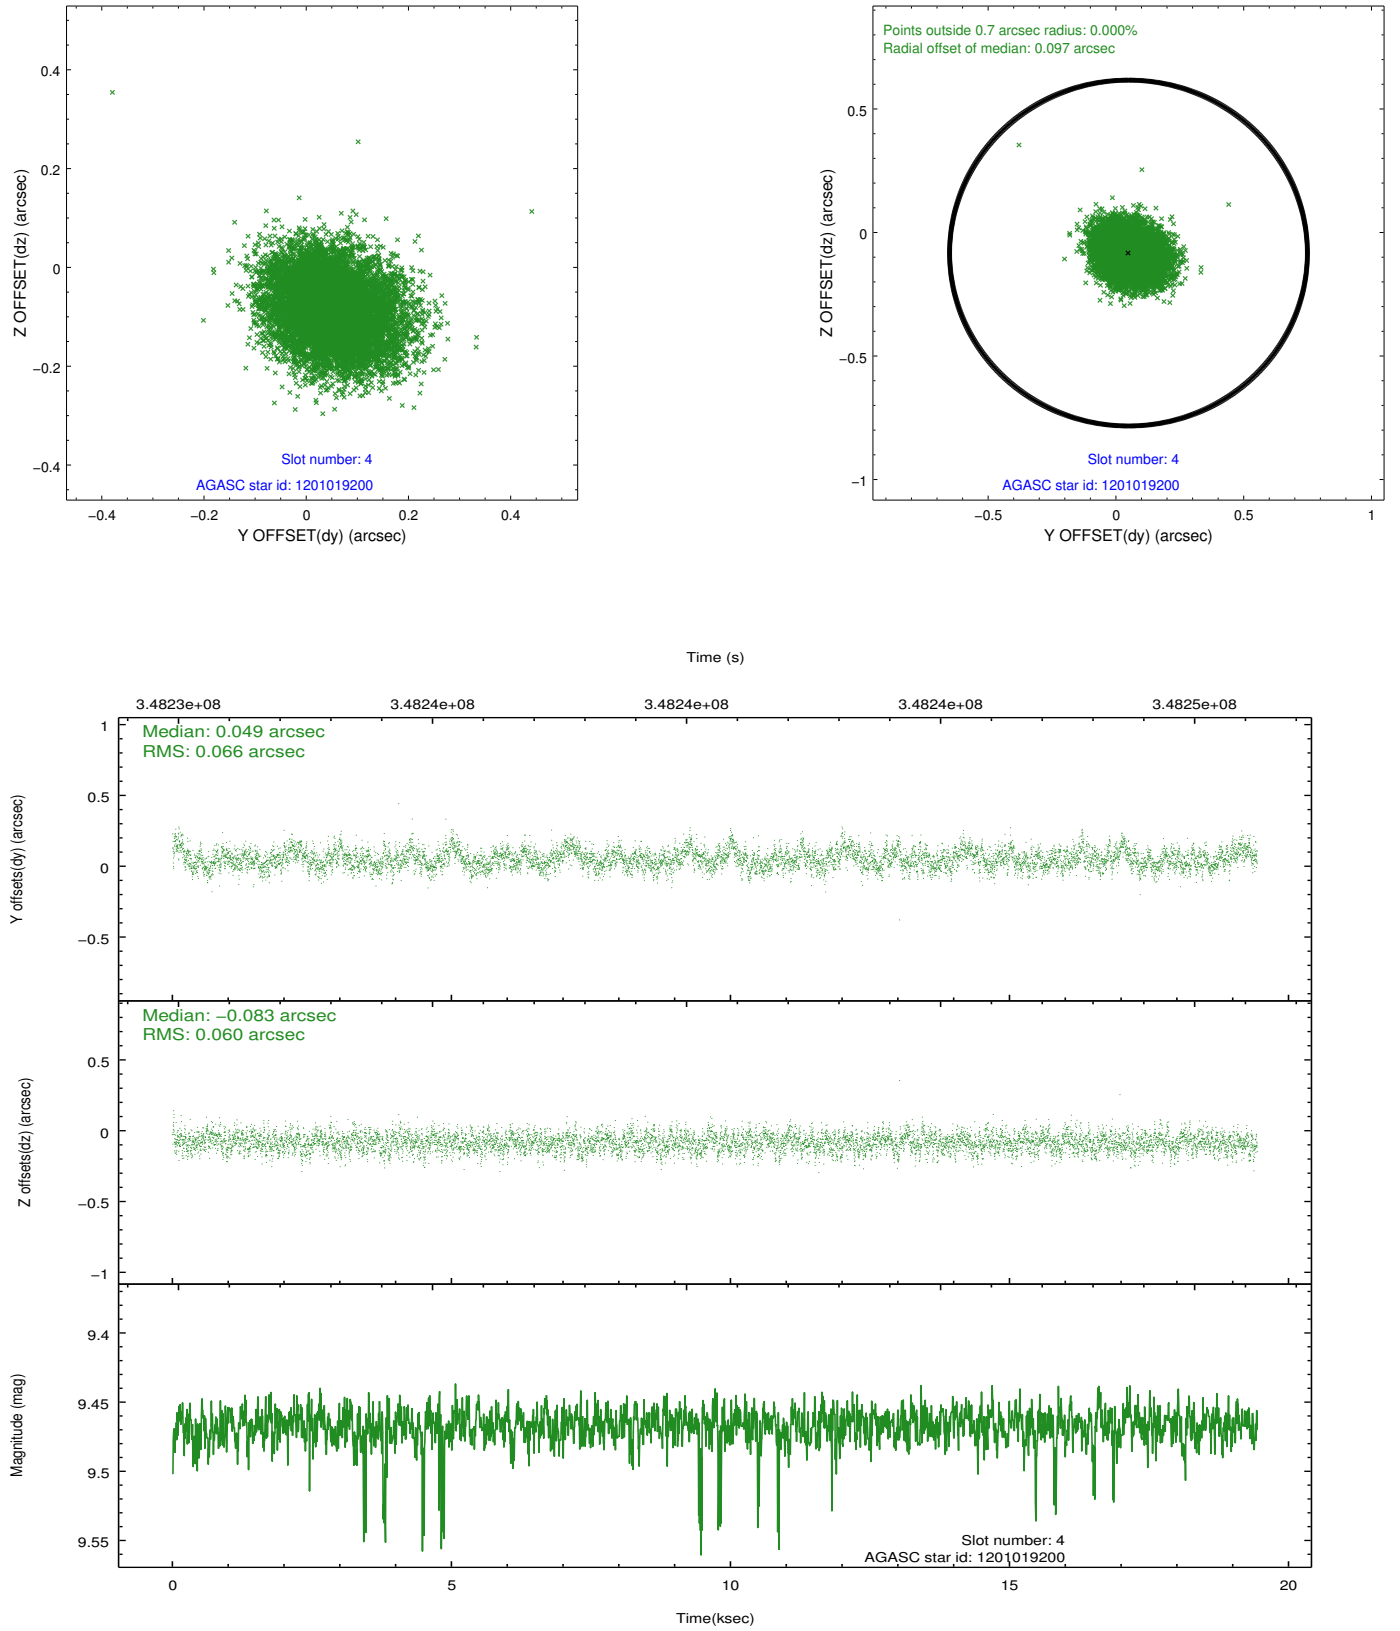 0.4
0.2
0
−0.2
−0.4
Z OFFSET(dz) (arcsec)
Slot number: 4
AGASC star id: 1201019200
−0.4
−0.2
0
0.2
0.4
Y OFFSET(dy) (arcsec)
Points outside 0.7 arcsec radius: 0.000%
Radial offset of median: 0.097 arcsec
0.5
0
−0.5
−1
Z OFFSET(dz) (arcsec)
Slot number: 4
AGASC star id: 1201019200
−0.5
0
0.5
1
Y OFFSET(dy) (arcsec)
Time (s)
3.4823e+08
3.4824e+08
3.4824e+08
3.4824e+08
3.4825e+08
Median: 0.049 arcsec
RMS: 0.066 arcsec
1
0.5
0
−0.5
Y offsets(dy) (arcsec)
Median: −0.083 arcsec
RMS: 0.060 arcsec
0.5
0
−0.5
−1
Z offsets(dz) (arcsec)
9.4
9.45
9.5
9.55
Magnitude (mag)
Slot number: 4
AGASC star id: 1201019200
0
5
10
15
20
Time(ksec)